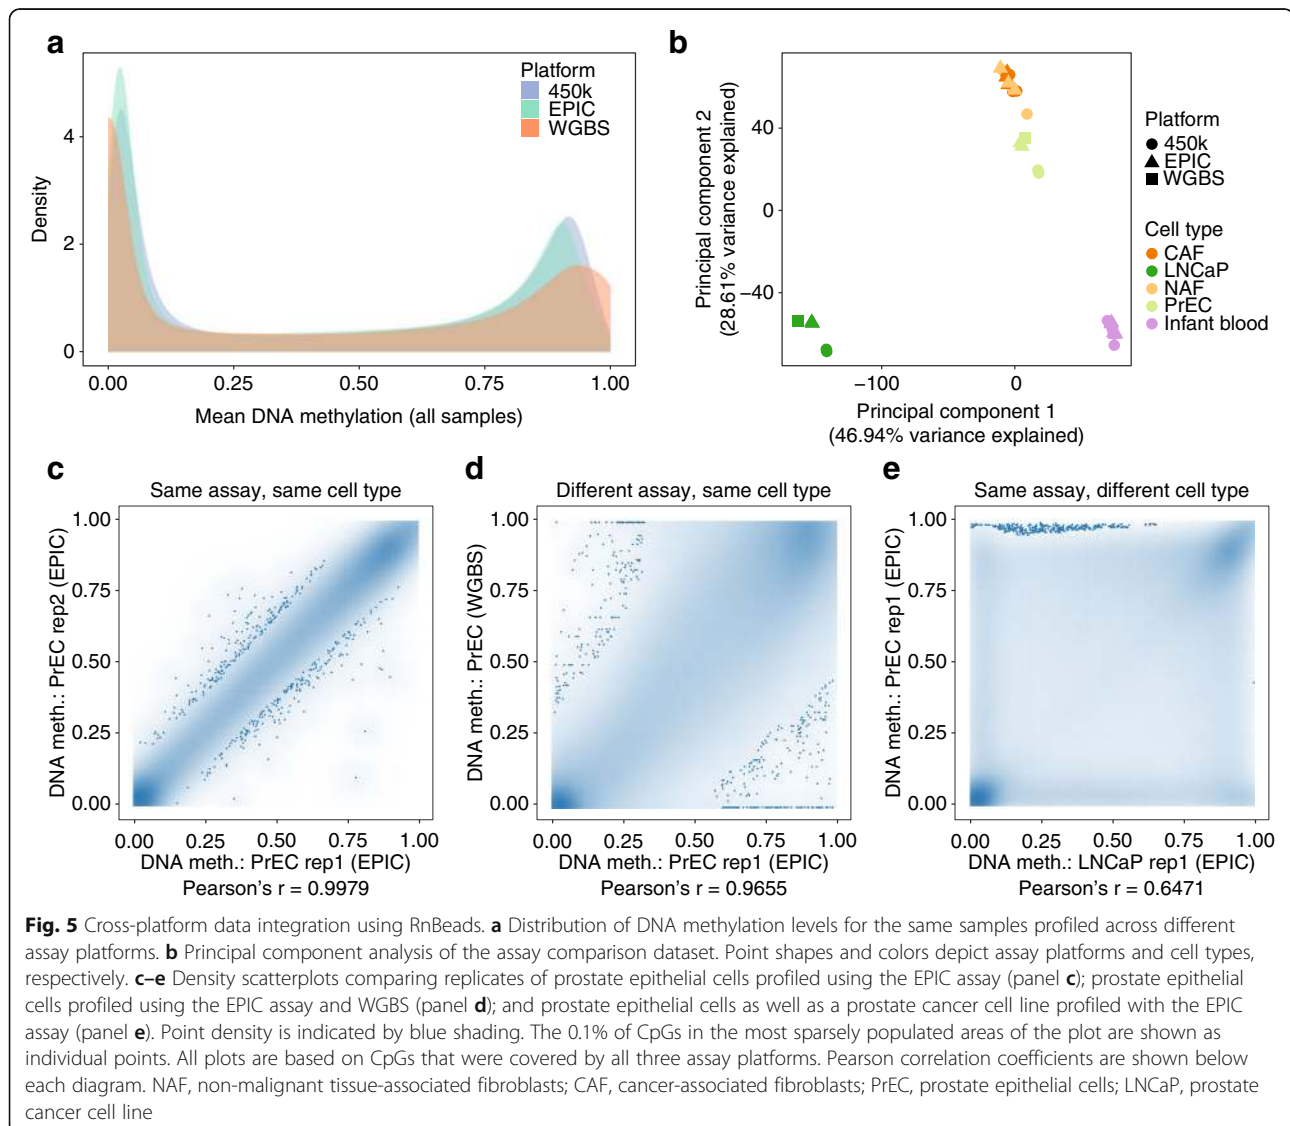 a
Platform
450k
EPIC
WGBS
Density
4
2
0
0.00 0.25 0.50 0.75 1.00
Mean DNA methylation (all samples)
b
Principal component 2
(28.61% variance explained)
40
0
−40
−100 0
Principal component 1
(46.94% variance explained)
Platform
450k
EPIC
WGBS
Cell type
CAF
LNCaP
NAF
PrEC
Infant blood
c
Same assay, same cell type
DNA meth.: PrEC rep2 (EPIC)
1.00
0.75
0.50
0.25
0.00
0.00 0.25 0.50 0.75 1.00
DNA meth.: PrEC rep1 (EPIC)
Pearson's r = 0.9979
d
Different assay, same cell type
DNA meth.: PrEC (WGBS)
1.00
0.75
0.50
0.25
0.00
0.00 0.25 0.50 0.75 1.00
DNA meth.: PrEC rep1 (EPIC)
Pearson's r = 0.9655
e
Same assay, different cell type
DNA meth.: PrEC rep1 (EPIC)
1.00
0.75
0.50
0.25
0.00
0.00 0.25 0.50 0.75 1.00
DNA meth.: LNCaP rep1 (EPIC)
Pearson's r = 0.6471
Fig. 5 Cross-platform data integration using RnBeads. a Distribution of DNA methylation levels for the same samples profiled across different
assay platforms. b Principal component analysis of the assay comparison dataset. Point shapes and colors depict assay platforms and cell types,
respectively. c–e Density scatterplots comparing replicates of prostate epithelial cells profiled using the EPIC assay (panel c); prostate epithelial
cells profiled using the EPIC assay and WGBS (panel d); and prostate epithelial cells as well as a prostate cancer cell line profiled with the EPIC
assay (panel e). Point density is indicated by blue shading. The 0.1% of CpGs in the most sparsely populated areas of the plot are shown as
individual points. All plots are based on CpGs that were covered by all three assay platforms. Pearson correlation coefficients are shown below
each diagram. NAF, non-malignant tissue-associated fibroblasts; CAF, cancer-associated fibroblasts; PrEC, prostate epithelial cells; LNCaP, prostate
cancer cell line